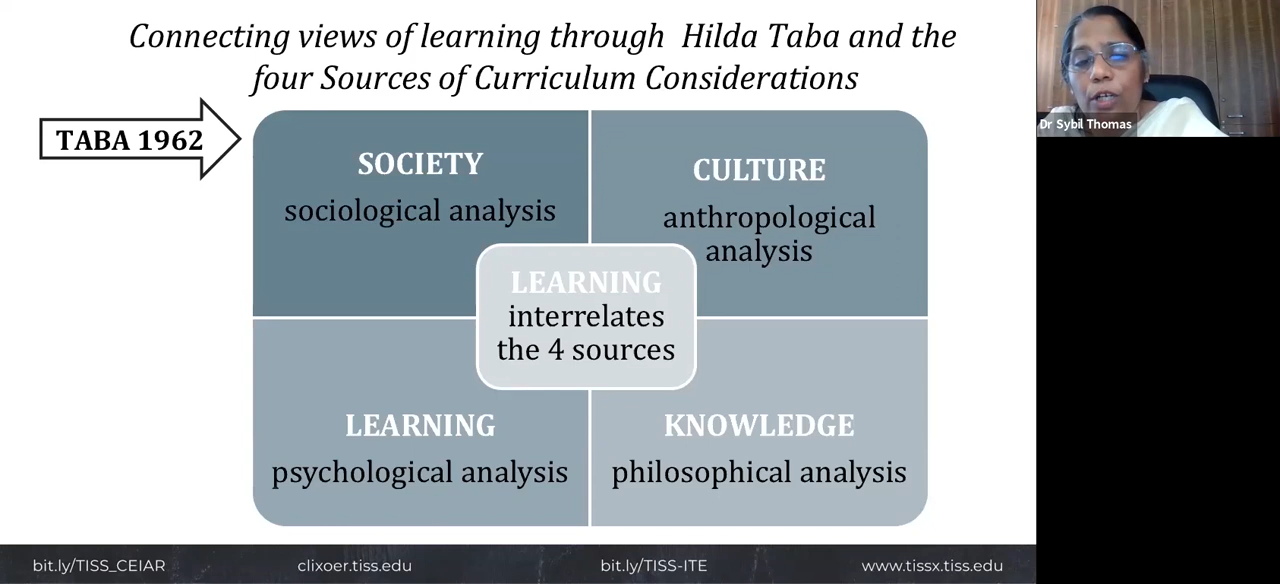 Connecting views of learning through Hilda Taba and the
four Sources of Curriculum Considerations
TABA 1962
SOCIETY
sociological analysis
CULTURE
anthropological
analysis
LEARNING
interrelates
the 4 sources
LEARNING
psychological analysis
KNOWLEDGE
philosophical analysis
Dr Sybil Thomas
bit.ly/TISS_CEIAR
clixoer.tiss.edu
bit.ly/TISS-ITE
www.tissx.tiss.edu